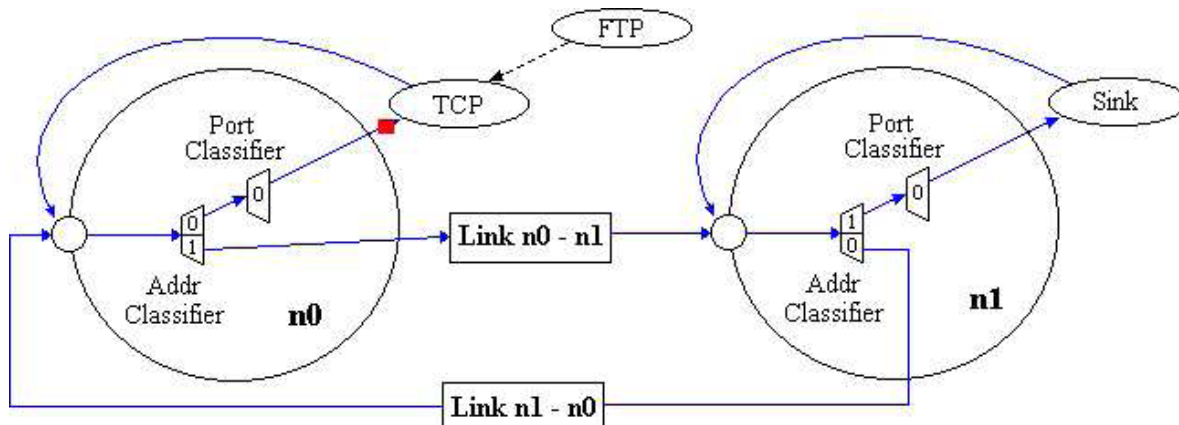 FTP
TCP
Port
Classifier
0
0
1
Addr
Classifier
n0
Link n0 - n1
Sink
Port
Classifier
0
1
0
Addr
Classifier
n1
Link n1 - n0